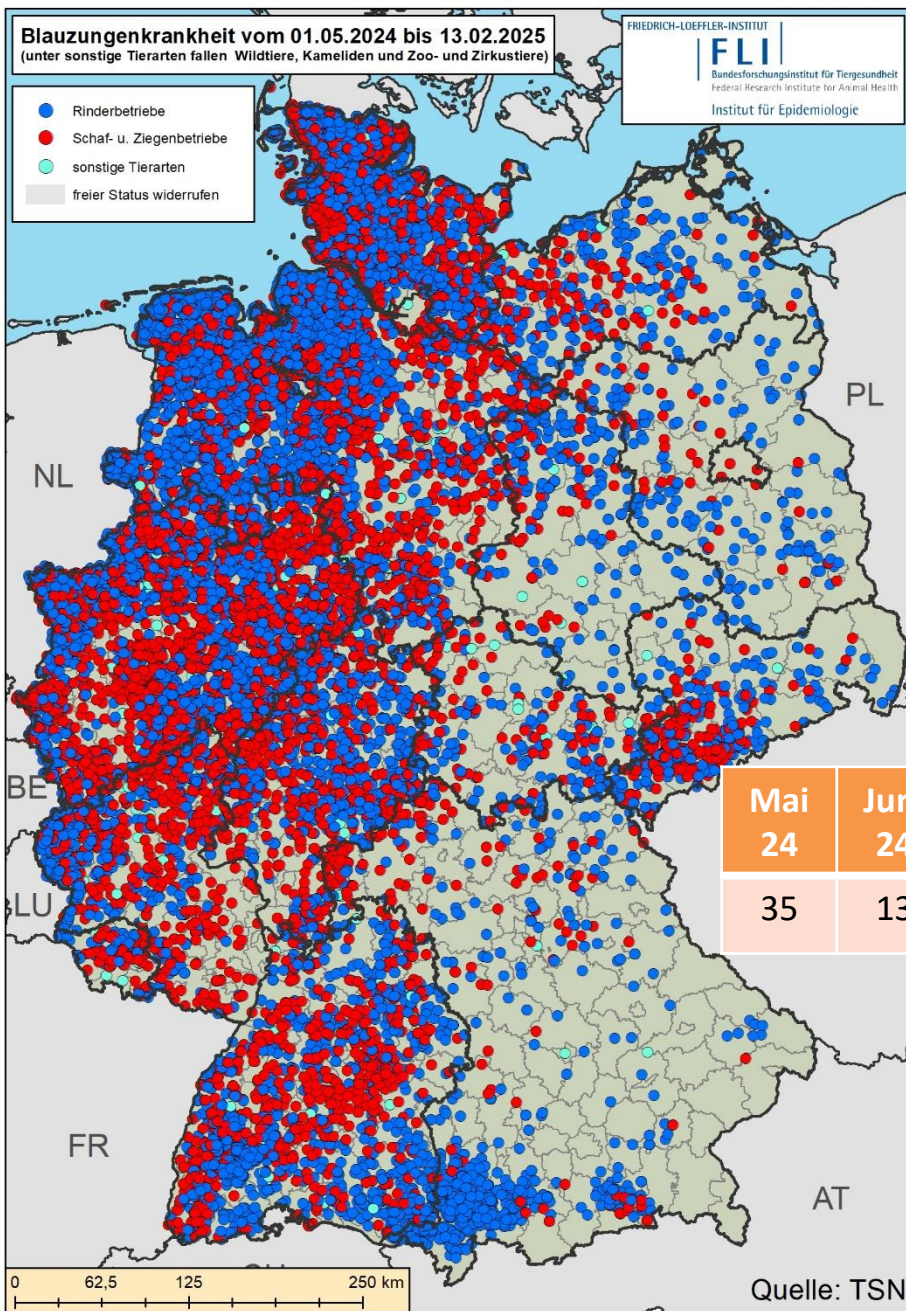 Blauzungenkrankheit vom 01.05.2024 bis 13.02.2025
(unter sonstige Tierarten fallen Wildtiere, Kameliden und Zoo- und Zirkustiere)
FRIEDRICH-LOEFFLER-INSTITUT
FLI
Bundesforschungsinstitut für Tiergesundheit
Federal Research Institute for Animal Health
Institut für Epidemiologie
Rinderbetriebe
Schaf- u. Ziegenbetriebe
sonstige Tierarten
freier Status widerrufen
PL
NL
BE
Mai
24
24
35
13
LU
FR
AT
0 62,5 125 250 km
Quelle: TSN